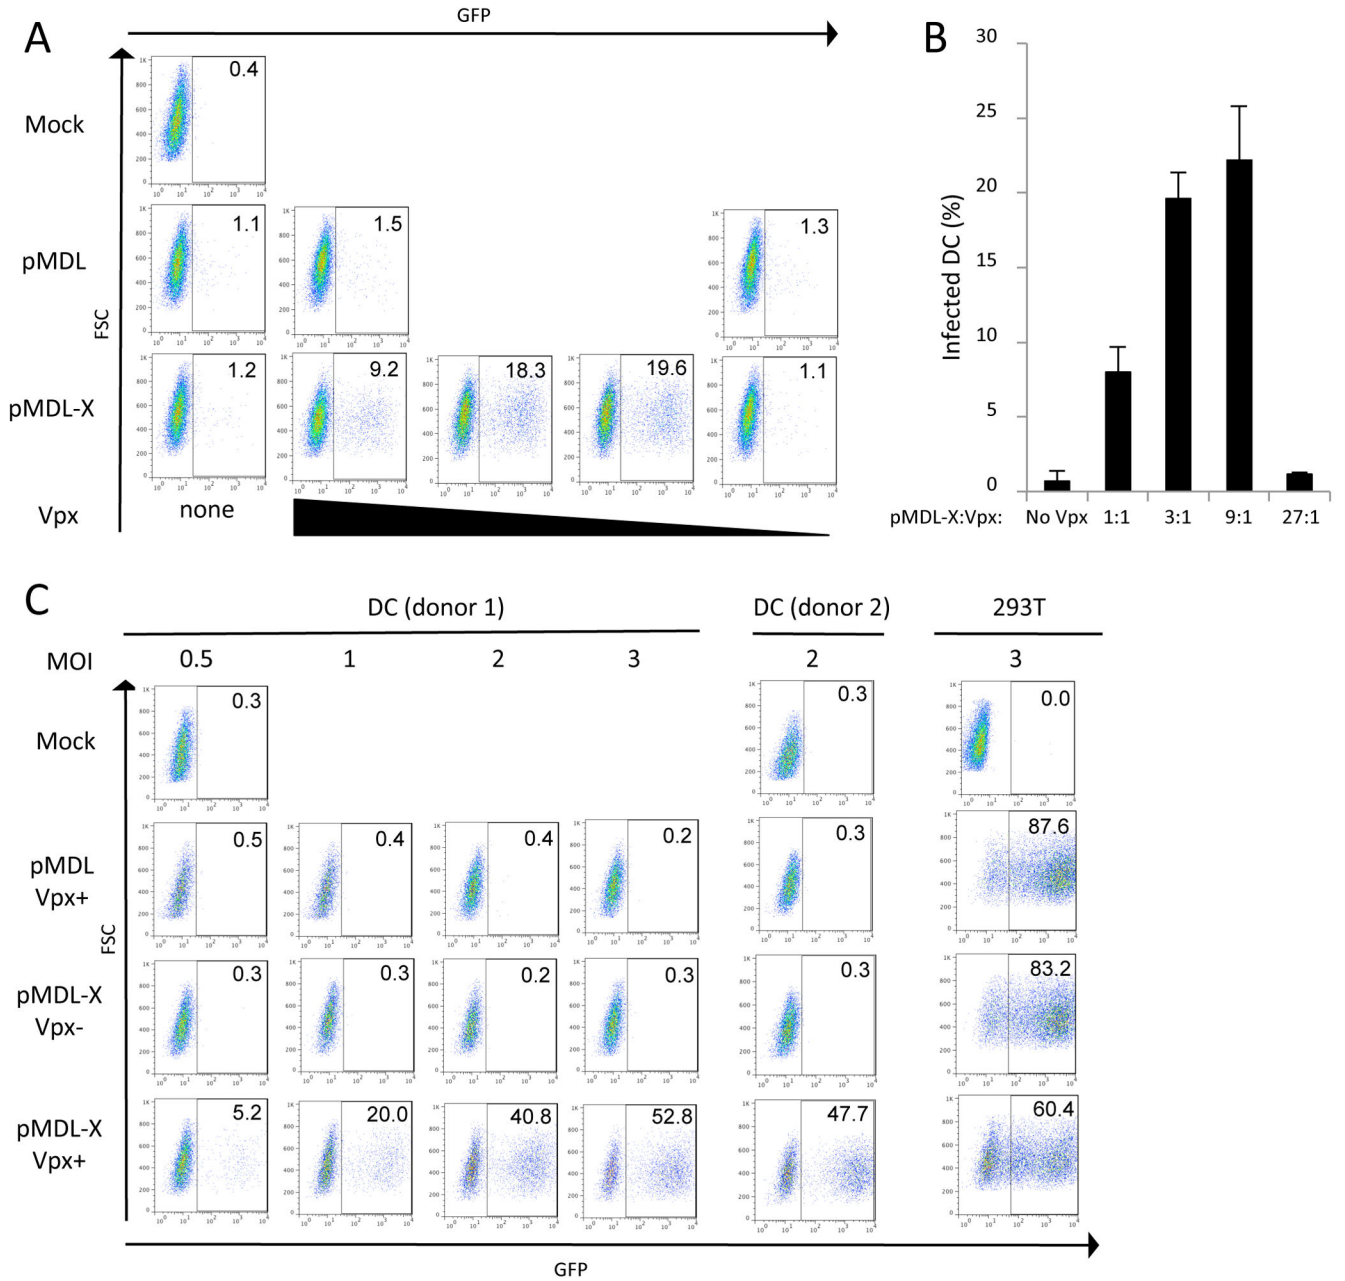 A
GFP
B
Mock
0.4
pMDL
1.1
1.5
1.3
FSC
pMDL-X
1.2
9.2
18.3
19.6
1.1
Vpx
none
30
25
20
15
10
5
0
Infected DC (%)
pMDL-X:Vpx: No Vpx 1:1 3:1 9:1 27:1
C
DC (donor 1) DC (donor 2) 293T
MOI 0.5 1 2 3 2 3
Mock
0.3 0.3 0.0
pMDL
Vpx+
0.5 0.4 0.4 0.2 0.3 87.6
FSC
pMDL-X
Vpx-
0.3 0.3 0.2 0.3 0.3 83.2
pMDL-X
Vpx+
5.2 20.0 40.8 52.8 47.7 60.4
GFP